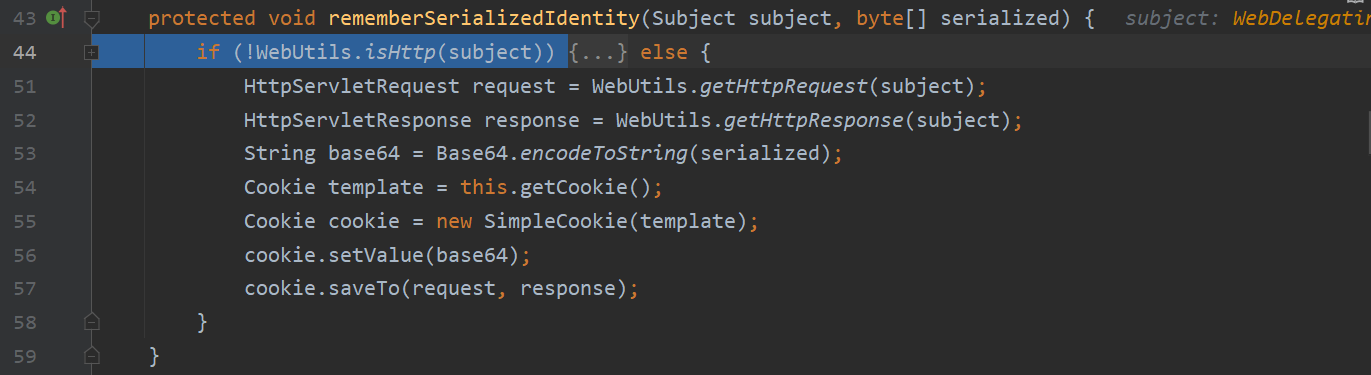 43 protected void rememberSerializedIdentity(Subject subject, byte[] serialized) { subject: WebDelegatin
44 if (!WebUtils.isHttp(subject)) {...} else {
51 HttpServletRequest request = WebUtils.getHttpRequest(subject);
52 HttpServletResponse response = WebUtils.getHttpResponse(subject);
53 String base64 = Base64.encodeToString(serialized);
54 Cookie template = this.getCookie();
55 Cookie cookie = new SimpleCookie(template);
56 cookie.setValue(base64);
57 cookie.saveTo(request, response);
58 }
59 }